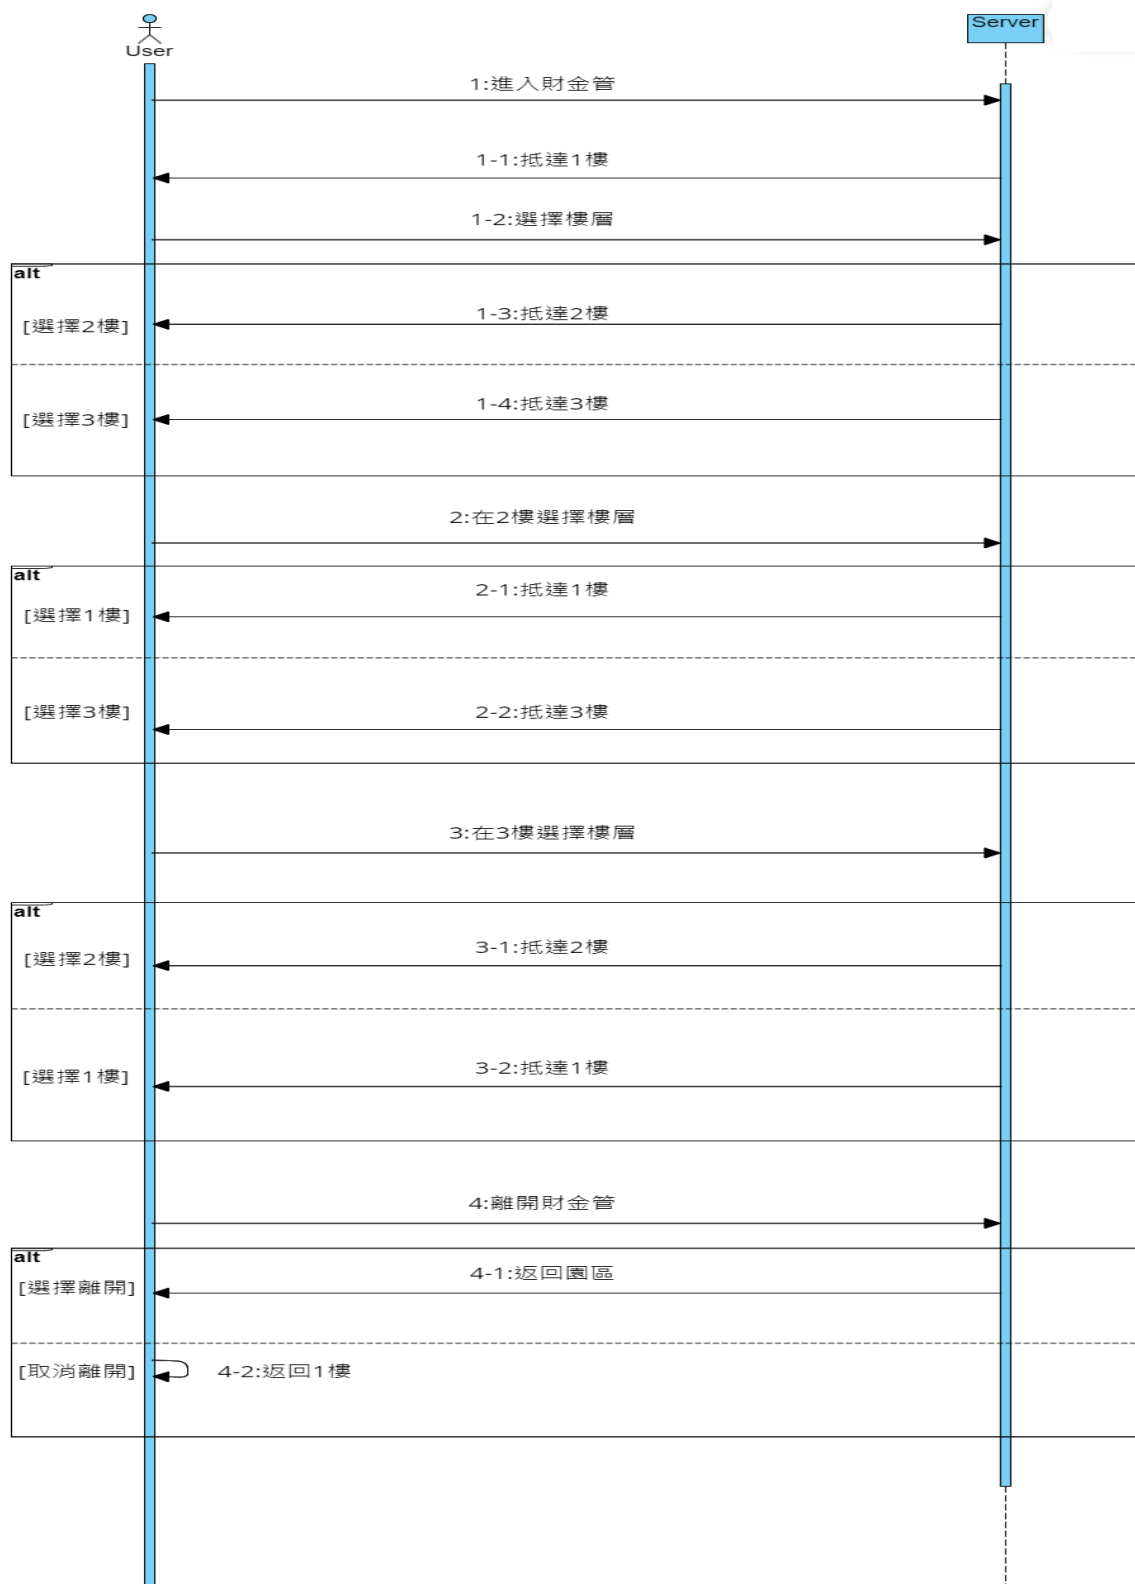 User
Server
1:進入財金管
1-1:抵達1樓
1-2:選擇樓層
alt
1-3:抵達2樓
[選擇2樓]
1-4:抵達3樓
[選擇3樓]
2:在2樓選擇樓層
alt
2-1:抵達1樓
[選擇1樓]
[選擇3樓]
2-2:抵達3樓
3:在3樓選擇樓層
alt
3-1:抵達2樓
[選擇2樓]
3-2:抵達1樓
[選擇1樓]
4:離開財金管
alt
4-1:返回園區
[選擇離開]
[取消離開]
4-2:返回1樓